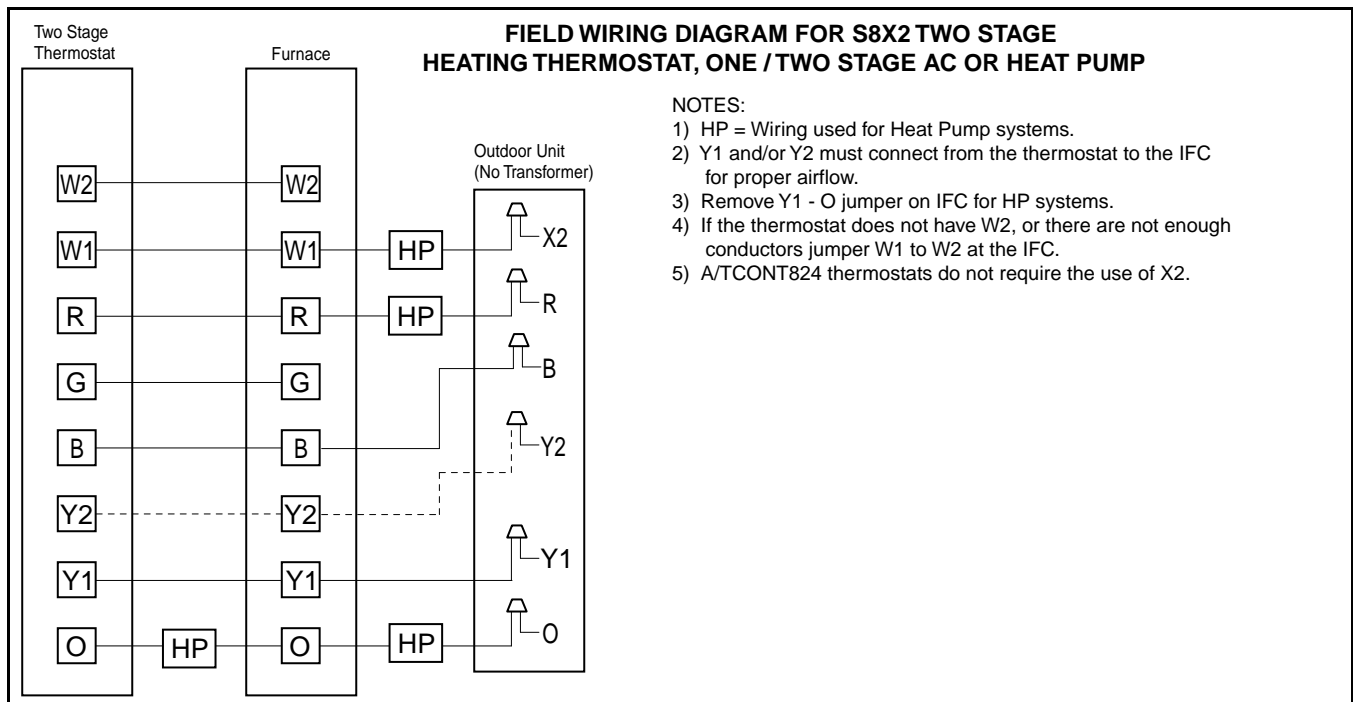 Two Stage
Thermostat
Furnace
FIELD WIRING DIAGRAM FOR S8X2 TWO STAGE
HEATING THERMOSTAT, ONE / TWO STAGE AC OR HEAT PUMP
NOTES:
1) HP = Wiring used for Heat Pump systems.
2) Y1 and/or Y2 must connect from the thermostat to the IFC
for proper airflow.
3) Remove Y1 - O jumper on IFC for HP systems.
4) If the thermostat does not have W2, or there are not enough
conductors jumper W1 to W2 at the IFC.
5) A/TCONT824 thermostats do not require the use of X2.
Outdoor Unit
(No Transformer)
W2 W2
W1 W1 HP X2
R R HP R
G G
B B B
Y2 Y2 Y2
Y1 Y1 Y1
O HP O HP O